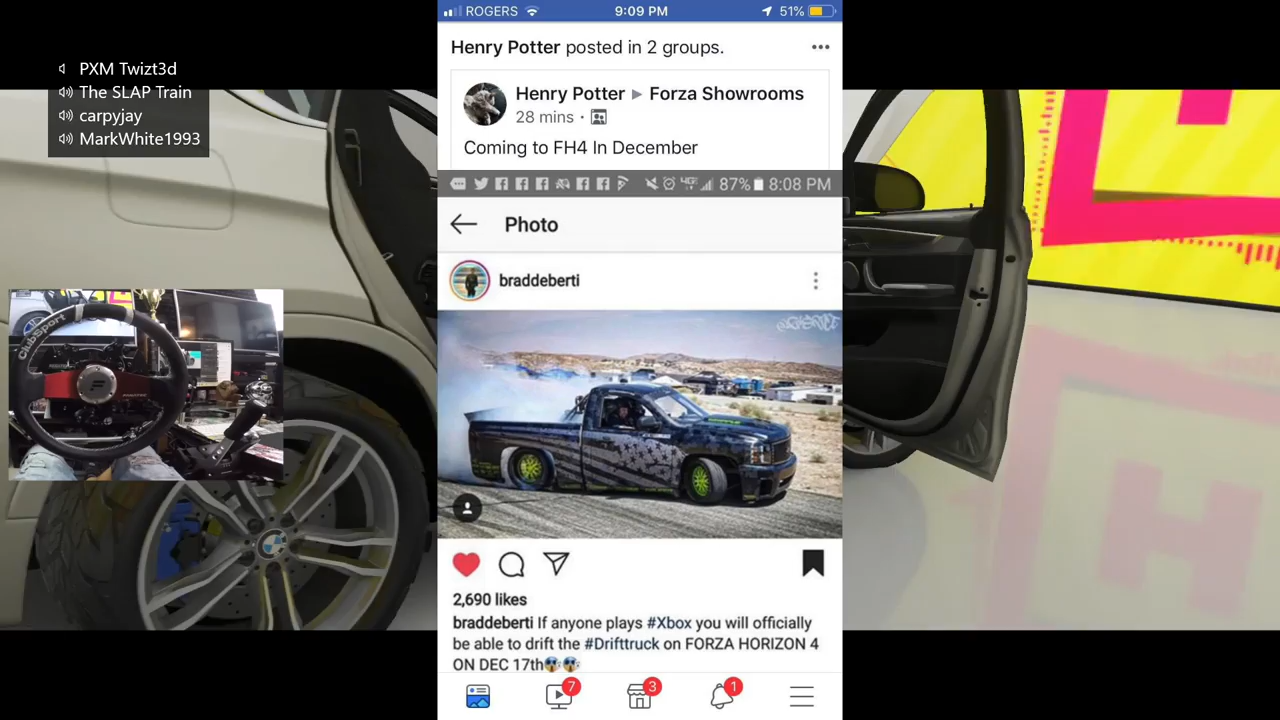 PXM Twizt3d
The SLAP Train
carpyjay
MarkWhite1993
ROGERS 9:09 PM 51%
Henry Potter posted in 2 groups.
Henry Potter ▸ Forza Showrooms
28 mins ·
Coming to FH4 In December
87% 8:08 PM
Photo
braddeberti
2,690 likes
braddeberti If anyone plays #Xbox you will officially
be able to drift the #Drifttruck on FORZA HORIZON 4
ON DEC 17th😱😱
7 3 1
ClubSport